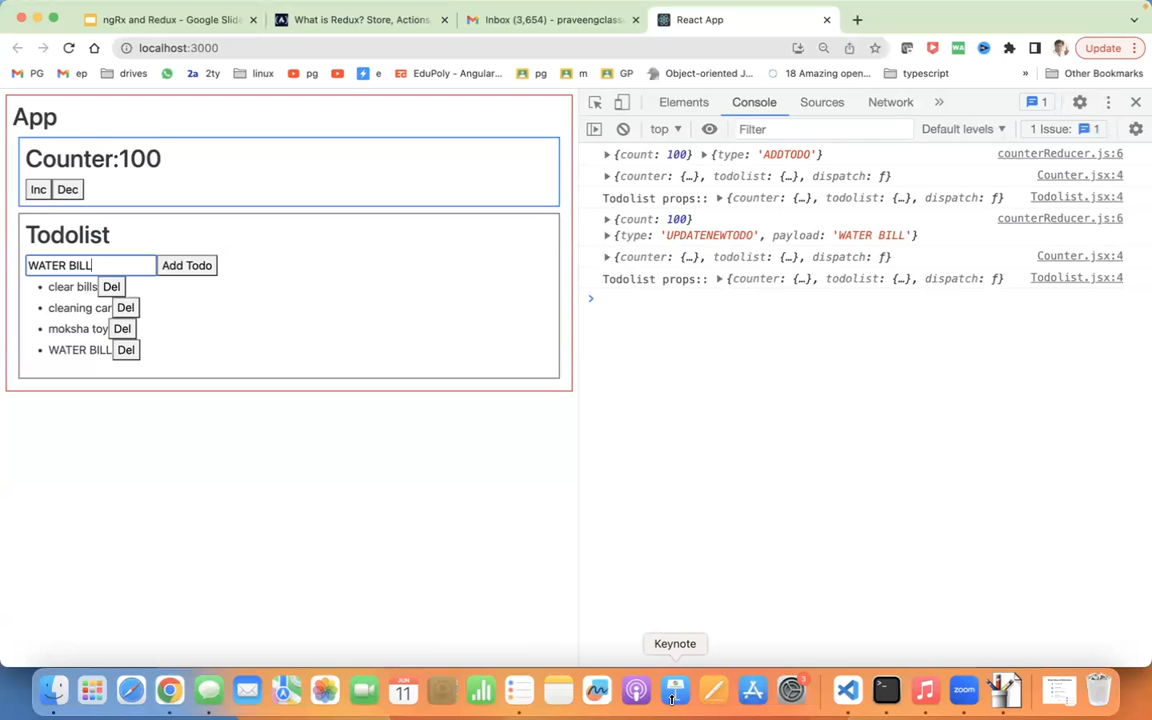 ngRx and Redux - Google Slide
What is Redux? Store, Actions,
Inbox (3,654) - praveengclass
React App
localhost:3000
Update
PG
ep
drives
2ty
linux
pg
e
EduPoly - Angular...
pg
m
GP
Object-oriented J...
18 Amazing open...
typescript
»
Other Bookmarks
App
Counter:100
Inc
Dec
Todolist
WATER BILL
Add Todo
• clear bills Del
• cleaning car Del
• moksha toy Del
• WATER BILL Del
Elements
Console
Sources
Network
»
1
top
Filter
Default levels
1 Issue:
1
{count: 100} {type: 'ADDTODO'}
counterReducer.js:6
{counter: {…}, todolist: {…}, dispatch: ƒ}
Counter.jsx:4
Todolist props:: {counter: {…}, todolist: {…}, dispatch: ƒ}
Todolist.jsx:4
{count: 100}
counterReducer.js:6
{type: 'UPDATENEWTODO', payload: 'WATER BILL'}
{counter: {…}, todolist: {…}, dispatch: ƒ}
Counter.jsx:4
Todolist props:: {counter: {…}, todolist: {…}, dispatch: ƒ}
Todolist.jsx:4
Keynote
JUN
11
3
zoom